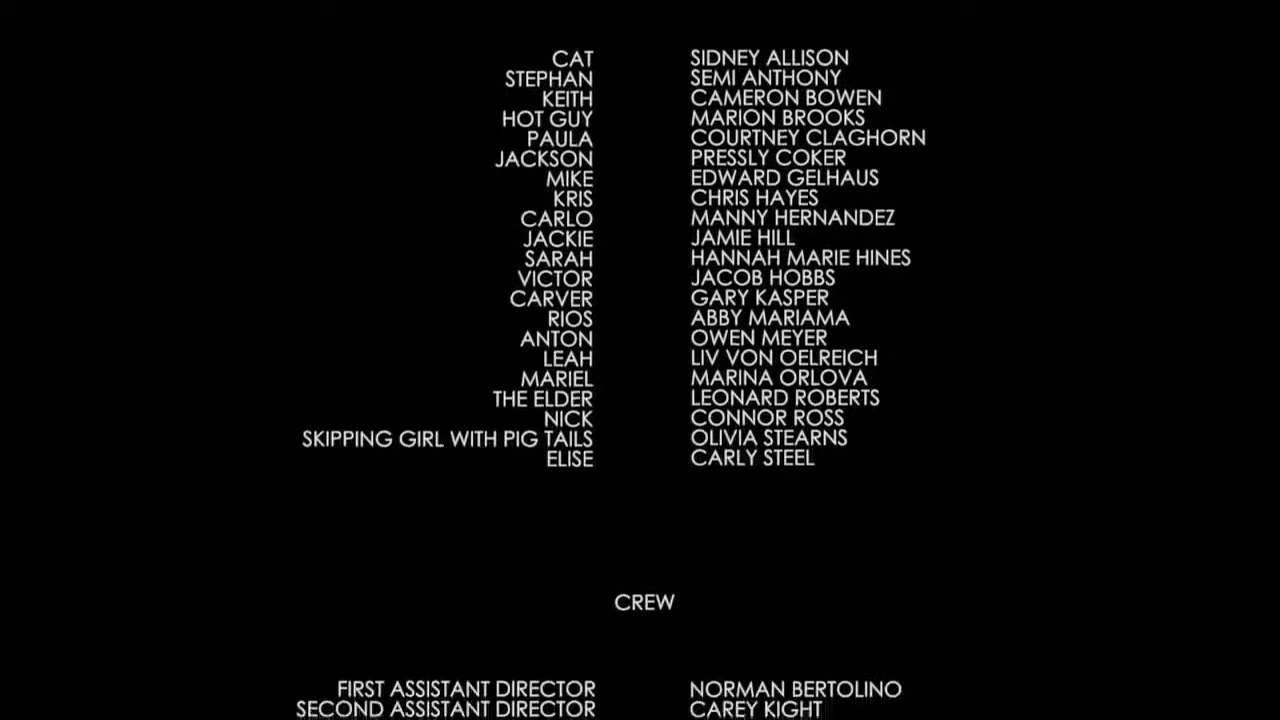 CAT SIDNEY ALLISON
STEPHAN SEMI ANTHONY
KEITH CAMERON BOWEN
HOT GUY MARION BROOKS
PAULA COURTNEY CLAGHORN
JACKSON PRESSLY COKER
MIKE EDWARD GELHAUS
KRIS CHRIS HAYES
CARLO MANNY HERNANDEZ
JACKIE JAMIE HILL
SARAH HANNAH MARIE HINES
VICTOR JACOB HOBBS
CARVER GARY KASPER
RIOS ABBY MARIAMA
ANTON OWEN MEYER
LEAH LIV VON OELREICH
MARIEL MARINA ORLOVA
THE ELDER LEONARD ROBERTS
NICK CONNOR ROSS
SKIPPING GIRL WITH PIG TAILS OLIVIA STEARNS
ELISE CARLY STEEL
CREW
FIRST ASSISTANT DIRECTOR NORMAN BERTOLINO
SECOND ASSISTANT DIRECTOR CAREY KIGHT